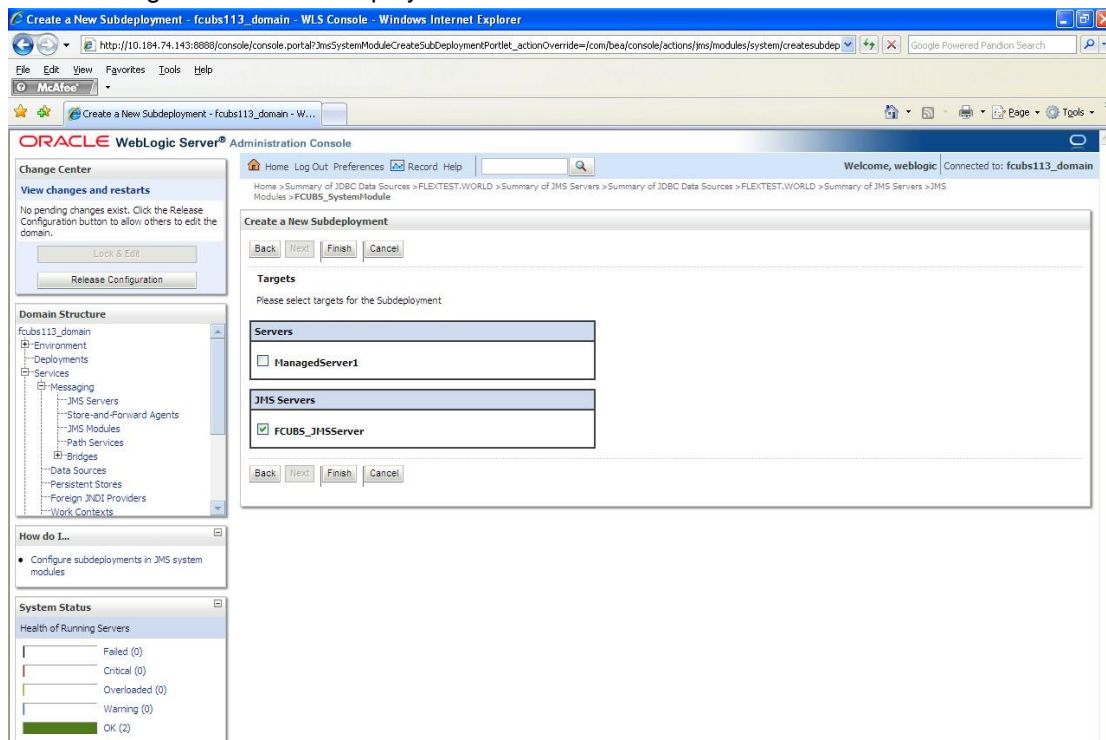 Create a New Subdeployment - fcubs113_domain - WLS Console - Windows Internet Explorer
http://10.184.74.143:8888/console/console.portal?JmsSystemModuleCreateSubDeploymentPortlet_actionOverride=/com/bea/console/actions/jms/modules/system/createsubdep
Google Powered Pandion Search
File Edit View Favorites Tools Help
McAfee
Create a New Subdeployment - fcubs113_domain - W...
Page Tools
ORACLE WebLogic Server® Administration Console
Change Center
View changes and restarts
No pending changes exist. Click the Release
Configuration button to allow others to edit the
domain.
Lock & Edit
Release Configuration
Domain Structure
fcubs113_domain
Environment
Deployments
Services
Messaging
JMS Servers
Store-and-Forward Agents
JMS Modules
Path Services
Bridges
Data Sources
Persistent Stores
Foreign JNDI Providers
Work Contexts
How do I...
Configure subdeployments in JMS system
modules
System Status
Health of Running Servers
Failed (0)
Critical (0)
Overloaded (0)
Warning (0)
OK (2)
Home Log Out Preferences Record Help
Welcome, weblogic Connected to: fcubs113_domain
Home >Summary of JDBC Data Sources >FLEXTEST.WORLD >Summary of JMS Servers >Summary of JDBC Data Sources >FLEXTEST.WORLD >Summary of JMS Servers >JMS
Modules >FCUBS_SystemModule
Create a New Subdeployment
Back Next Finish Cancel
Targets
Please select targets for the Subdeployment
Servers
ManagedServer1
JMS Servers
FCUBS_JMSServer
Back Next Finish Cancel